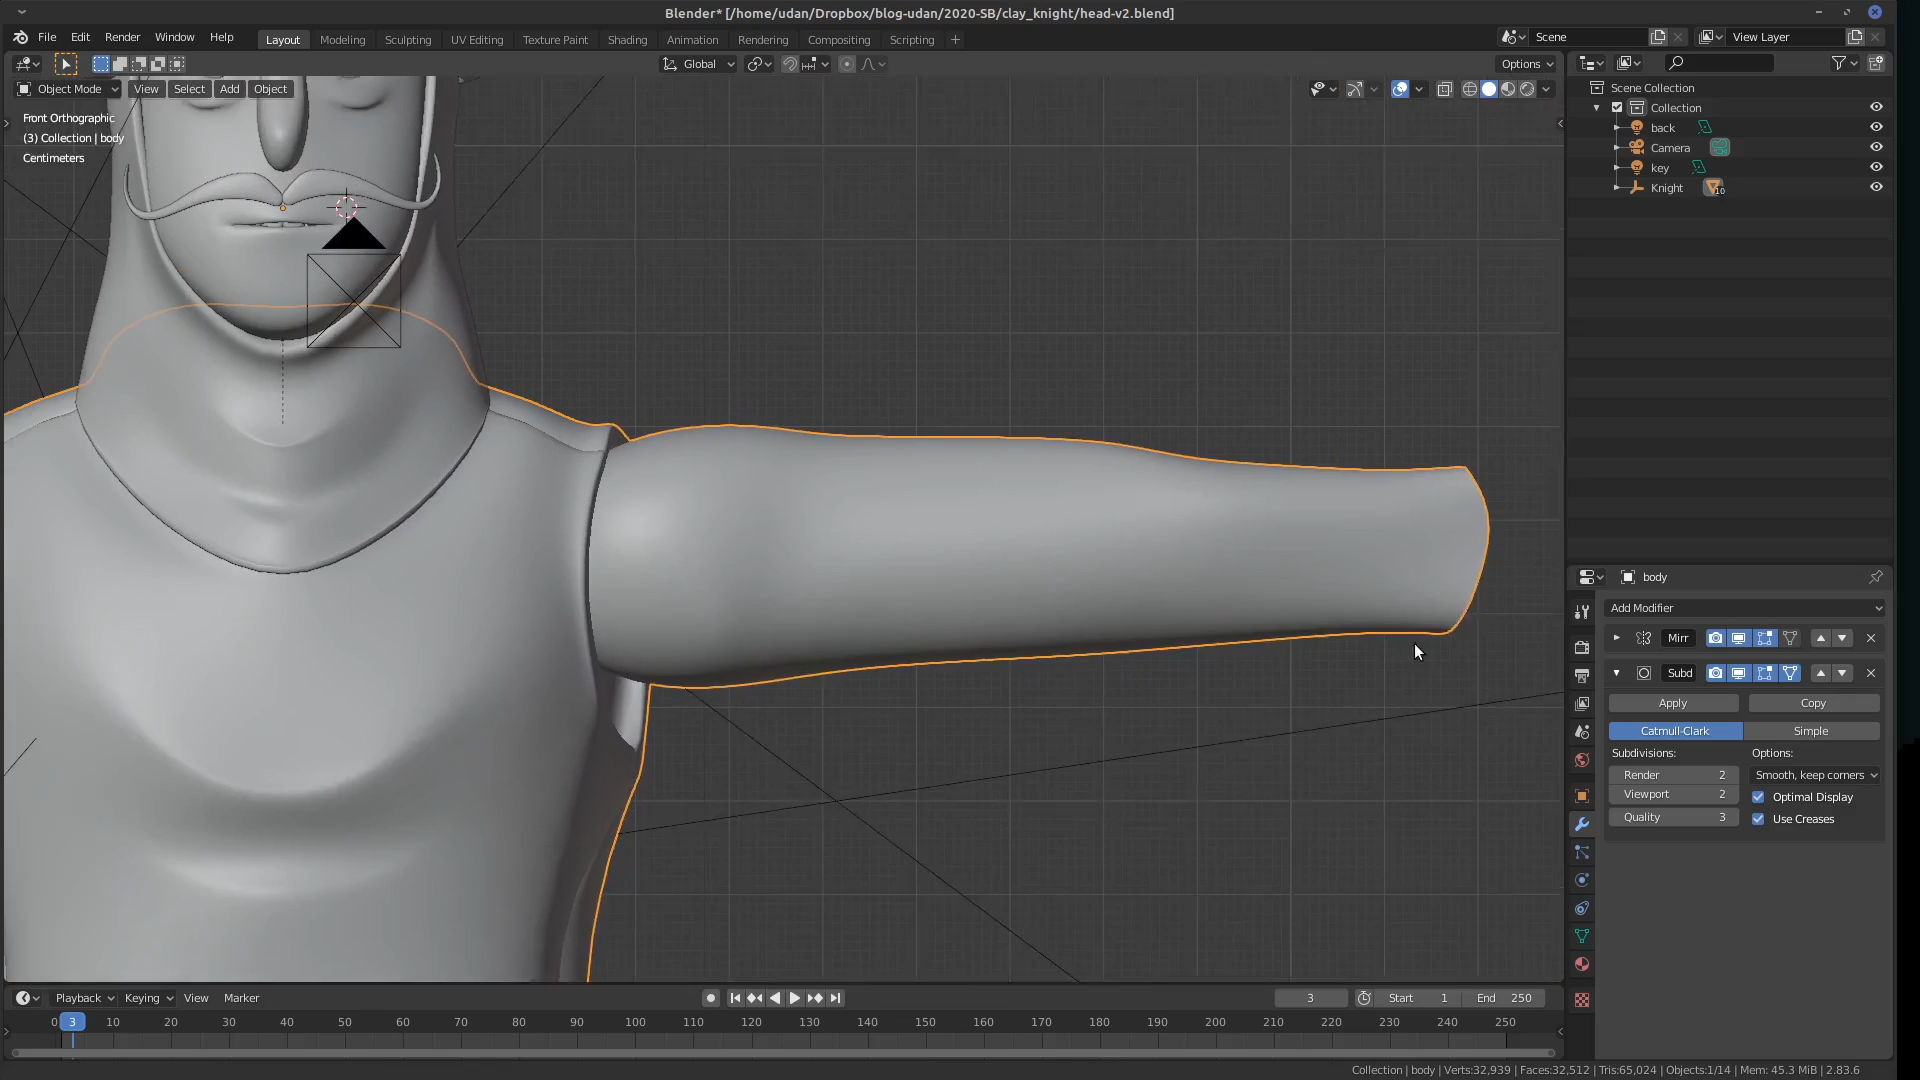 Blender* [/home/udan/Dropbox/blog-udan/2020-SB/clay_knight/head-v2.blend]
File Edit Render Window Help Layout Modeling Sculpting UV Editing Texture Paint Shading Animation Rendering Compositing Scripting + Scene View Layer
Global Options
Object Mode View Select Add Object
Front Orthographic
(3) Collection | body
Centimeters
Scene Collection
Collection
back
Camera
key
Knight 10
body
Add Modifier
Mirr
Subd
Apply Copy
Catmull-Clark Simple
Subdivisions: Options:
Render 2 Smooth, keep corners
Viewport 2 Optimal Display
Quality 3 Use Creases
Playback Keying View Marker 3 Start 1 End 250
0 3 10 20 30 40 50 60 70 80 90 100 110 120 130 140 150 160 170 180 190 200 210 220 230 240 250
Collection | body | Verts:32,939 | Faces:32,512 | Tris:65,024 | Objects:1/14 | Mem: 45.3 MiB | 2.83.6